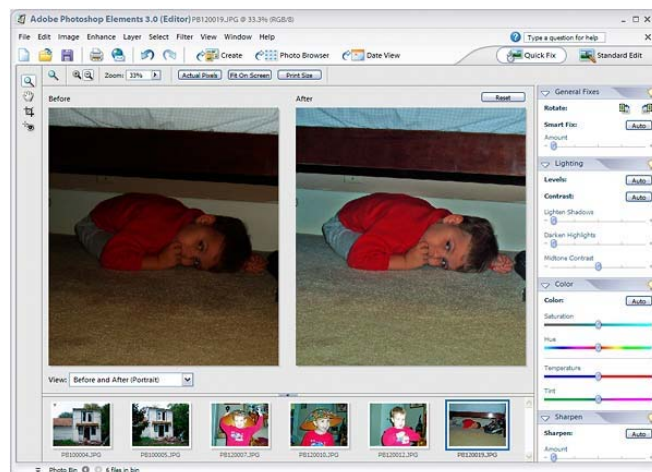 Adobe Photoshop Elements 3.0 (Editor) PB120019.JPG @ 33.3% (RGB/8)
File Edit Image Enhance Layer Select Filter View Window Help
Type a question for help
Create Photo Browser Date View
Quick Fix Standard Edit
Zoom: 33% Actual Pixels Fit On Screen Print Size
Before
After
Reset
View: Before and After (Portrait)
General Fixes
Rotate:
Smart Fix: Auto
Amount
Lighting
Levels: Auto
Contrast: Auto
Lighten Shadows
Darken Highlights
Midtone Contrast
Color
Color: Auto
Saturation
Hue
Temperature
Tint
Sharpen
Sharpen: Auto
Amount
PB100004.JPG PB100005.JPG PB120007.JPG PB120010.JPG PB120012.JPG PB120019.JPG
Photo Bin 6 files in bin